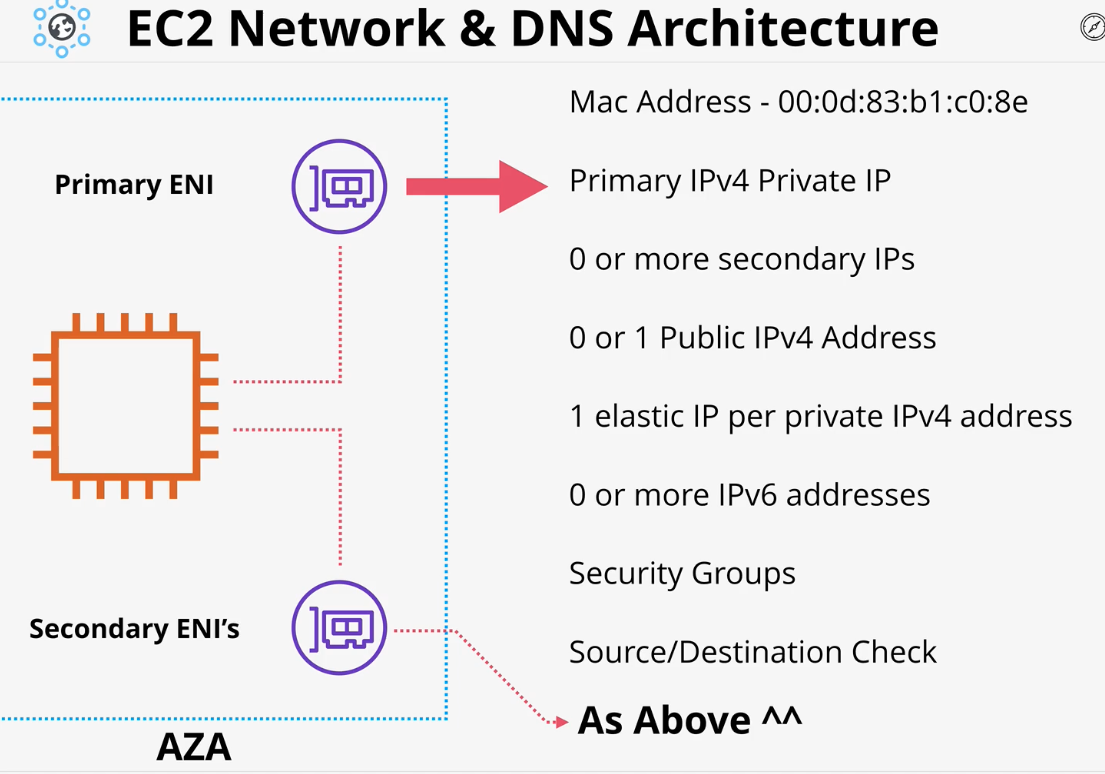 EC2 Network & DNS Architecture
Mac Address - 00:0d:83:b1:c0:8e
Primary ENI
Primary IPv4 Private IP
0 or more secondary IPs
0 or 1 Public IPv4 Address
1 elastic IP per private IPv4 address
0 or more IPv6 addresses
Security Groups
Secondary ENI’s
Source/Destination Check
As Above ^^
AZA